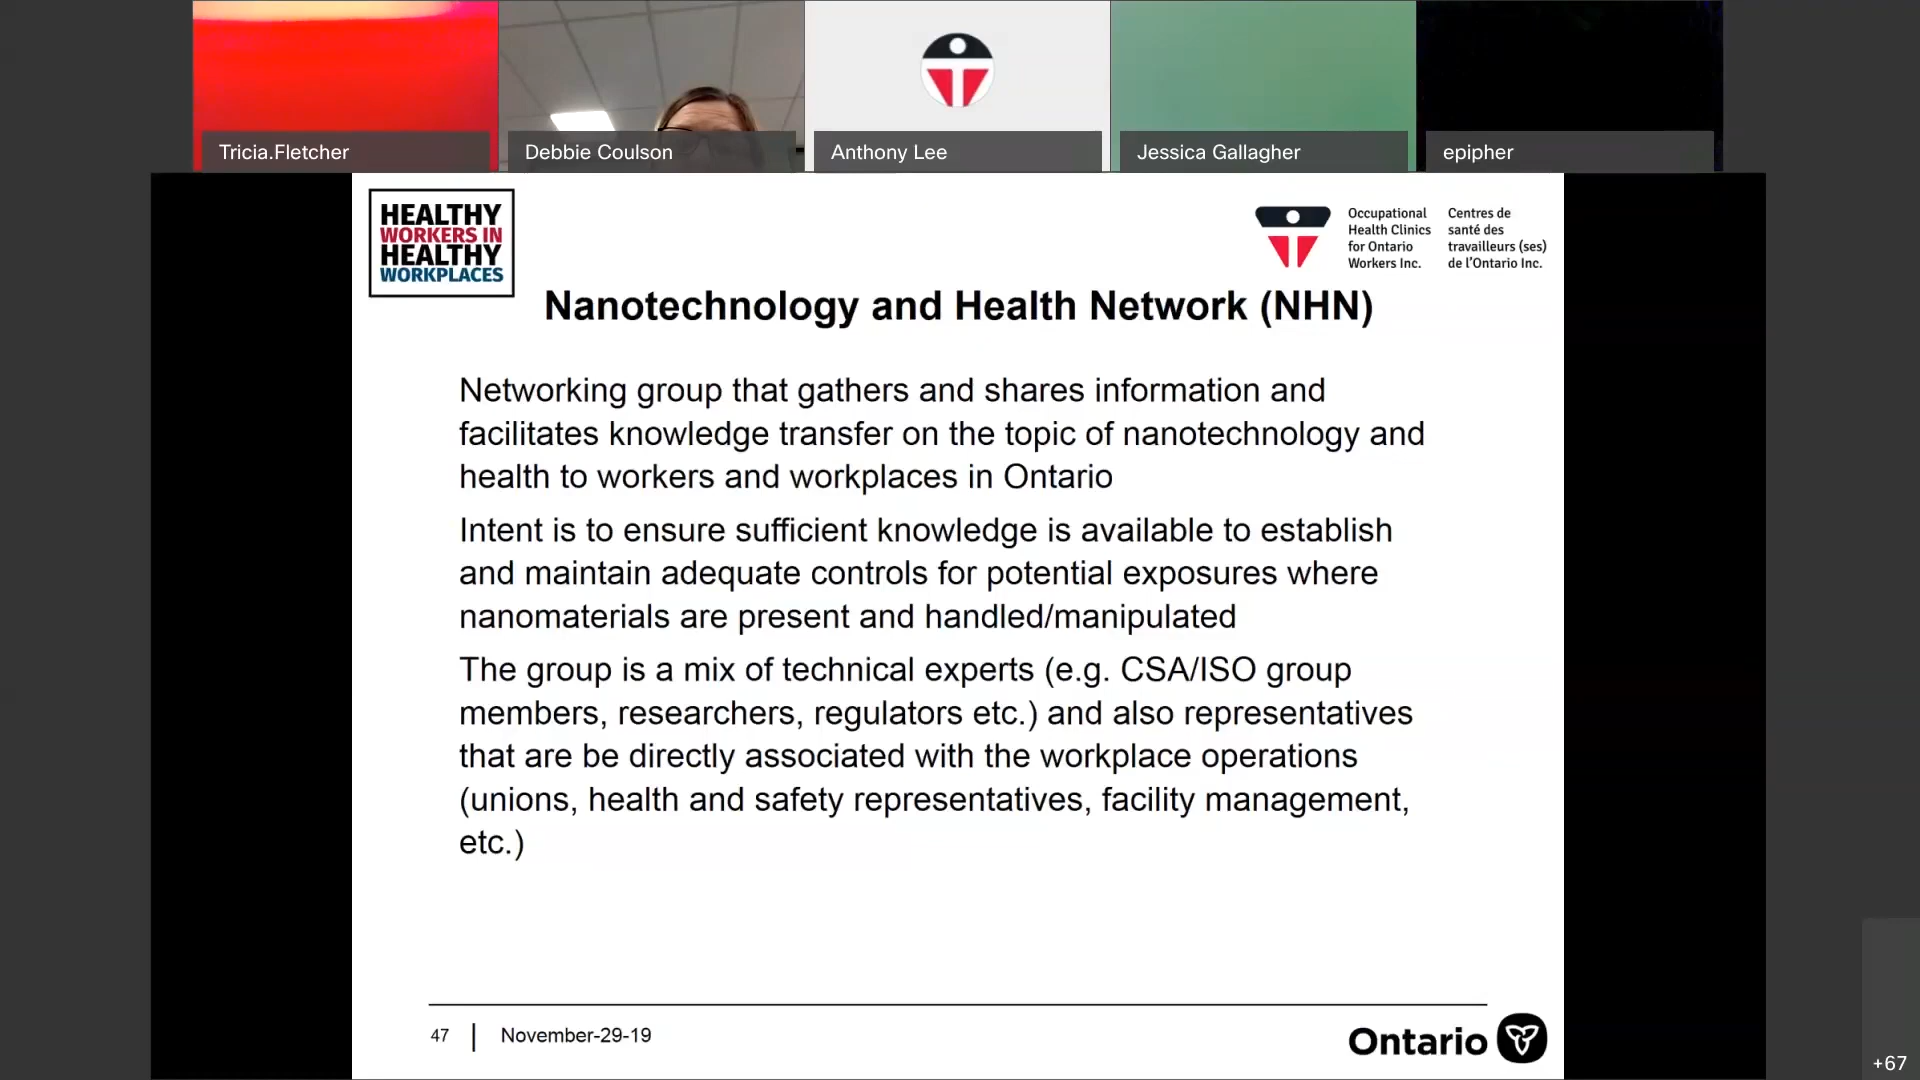 Tricia.Fletcher
Debbie Coulson
Anthony Lee
Jessica Gallagher
epipher
HEALTHY
WORKERS IN
HEALTHY
WORKPLACES
Occupational
Health Clinics
for Ontario
Workers Inc.
Centres de
santé des
travailleurs (ses)
de l'Ontario Inc.
Nanotechnology and Health Network (NHN)
Networking group that gathers and shares information and
facilitates knowledge transfer on the topic of nanotechnology and
health to workers and workplaces in Ontario
Intent is to ensure sufficient knowledge is available to establish
and maintain adequate controls for potential exposures where
nanomaterials are present and handled/manipulated
The group is a mix of technical experts (e.g. CSA/ISO group
members, researchers, regulators etc.) and also representatives
that are be directly associated with the workplace operations
(unions, health and safety representatives, facility management,
etc.)
47 | November-29-19
Ontario
+67